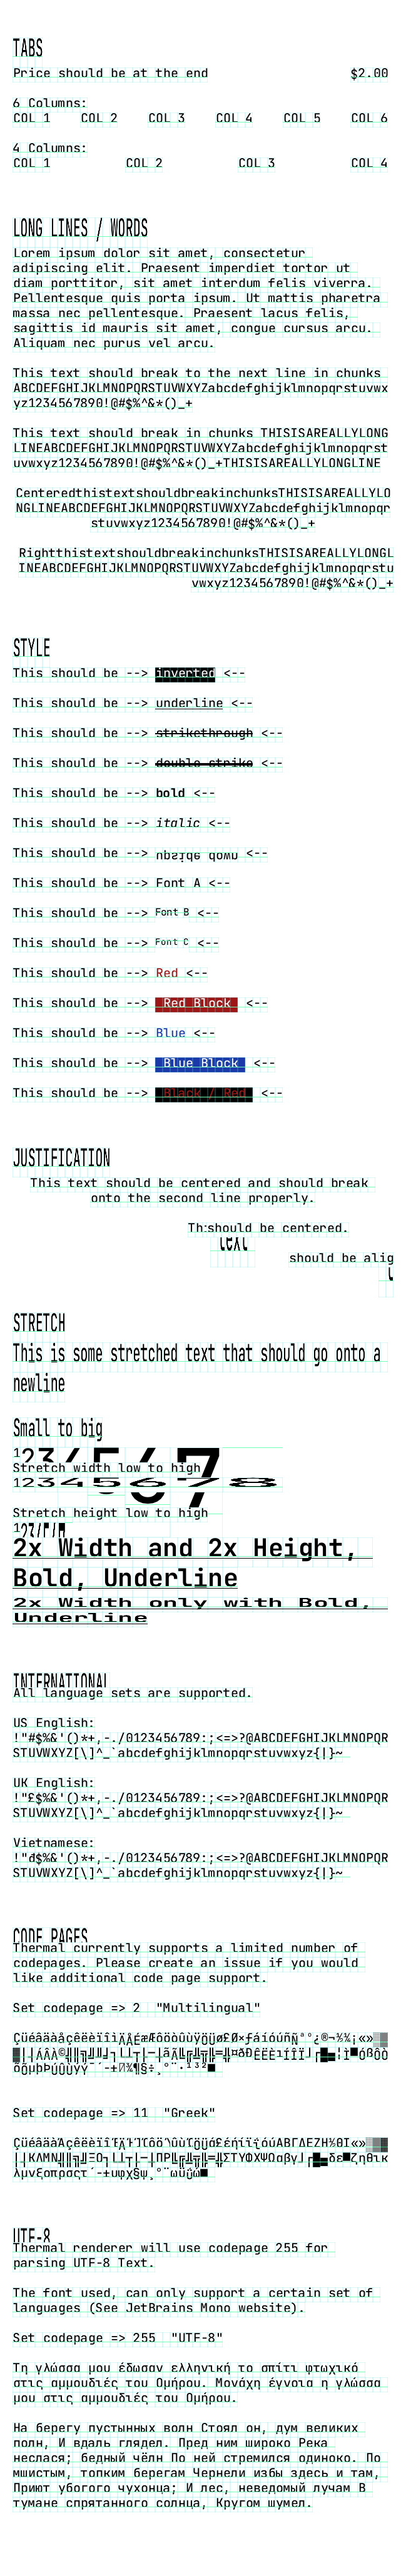 TABS
Price should be at the end $2.00
6 Columns:
COL 1 COL 2 COL 3 COL 4 COL 5 COL 6
4 Columns:
COL 1 COL 2 COL 3 COL 4
LONG LINES / WORDS
Lorem ipsum dolor sit amet, consectetur
adipiscing elit. Praesent imperdiet tortor ut
diam porttitor, sit amet interdum felis viverra.
Pellentesque quis porta ipsum. Ut mattis pharetra
massa nec pellentesque. Praesent lacus felis,
sagittis id mauris sit amet, congue cursus arcu.
Aliquam nec purus vel arcu.
This text should break to the next line in chunks
ABCDEFGHIJKLMNOPQRSTUVWXYZabcdefghijklmnopqrstuvwx
yz1234567890!@#$%^&*()_+
This text should break in chunks THISISAREALLYLONG
LINEABCDEFGHIJKLMNOPQRSTUVWXYZabcdefghijklmnopqrst
uvwxyz1234567890!@#$%^&*()_+THISISAREALLYLONGLINE
CenteredthistextshouldbreakinchunksTHISISAREALLYLO
NGLINEABCDEFGHIJKLMNOPQRSTUVWXYZabcdefghijklmnopqr
stuvwxyz1234567890!@#$%^&*()_+
RightthistextshouldbreakinchunksTHISISAREALLYLONGL
INEABCDEFGHIJKLMNOPQRSTUVWXYZabcdefghijklmnopqrstu
vwxyz1234567890!@#$%^&*()_+
STYLE
This should be --> inverted <--
This should be --> underline <--
This should be --> strikethrough <--
This should be --> double strike <--
This should be --> bold <--
This should be --> italic <--
This should be --> upside down <--
This should be --> Font A <--
This should be --> Font B <--
This should be --> Font C <--
This should be --> Red <--
This should be --> Red Block <--
This should be --> Blue <--
This should be --> Blue Block <--
This should be --> Black / Red <--
JUSTIFICATION
This text should be centered and should break
onto the second line properly.
should be centered.
text
should be alig
STRETCH
This is some stretched text that should go onto a
newline
Small to big
1234567
Stretch width low to high
12345678
Stretch height low to high
2x Width and 2x Height,
Bold, Underline
2x Width only with Bold,
Underline
INTERNATIONAL
All language sets are supported.
US English:
!"#$%&'()*+,-./0123456789:;<=>?@ABCDEFGHIJKLMNOPQR
STUVWXYZ[\]^_`abcdefghijklmnopqrstuvwxyz{|}~
UK English:
!"£$%&'()*+,-./0123456789:;<=>?@ABCDEFGHIJKLMNOPQR
STUVWXYZ[\]^_`abcdefghijklmnopqrstuvwxyz{|}~
Vietnamese:
!"đ$%&'()*+,-./0123456789:;<=>?@ABCDEFGHIJKLMNOPQR
STUVWXYZ[\]^_`abcdefghijklmnopqrstuvwxyz{|}~
CODE PAGES
Thermal currently supports a limited number of
codepages. Please create an issue if you would
like additional code page support.
Set codepage => 2 "Multilingual"
Set codepage => 11 "Greek"
UTF-8
Thermal renderer will use codepage 255 for
parsing UTF-8 Text.
The font used, can only support a certain set of
languages (See JetBrains Mono website).
Set codepage => 255 "UTF-8"
Τη γλώσσα μου έδωσαν ελληνική το σπίτι φτωχικό
στις αμμουδιές του Ομήρου. Μονάχη έγνοια η γλώσσα
μου στις αμμουδιές του Ομήρου.
На берегу пустынных волн Стоял он, дум великих
полн, И вдаль глядел. Пред ним широко Река
неслася; бедный чёлн По ней стремился одиноко. По
мшистым, топким берегам Чернели избы здесь и там,
Приют убогого чухонца; И лес, неведомый лучам В
тумане спрятанного солнца, Кругом шумел.